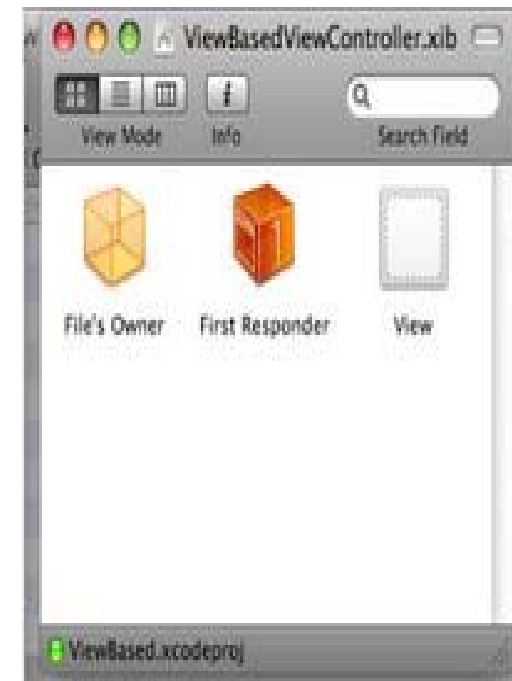 ViewBasedViewController.xib
View Mode
Info
Search Field
File's Owner
First Responder
View
ViewBased.xcodeproj